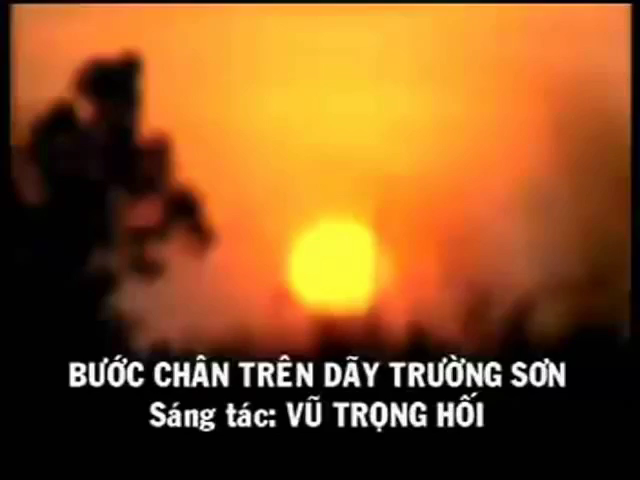 BƯỚC CHÂN TRÊN DÃY TRƯỜNG SƠN
Sáng tác: VŨ TRỌNG HỐI